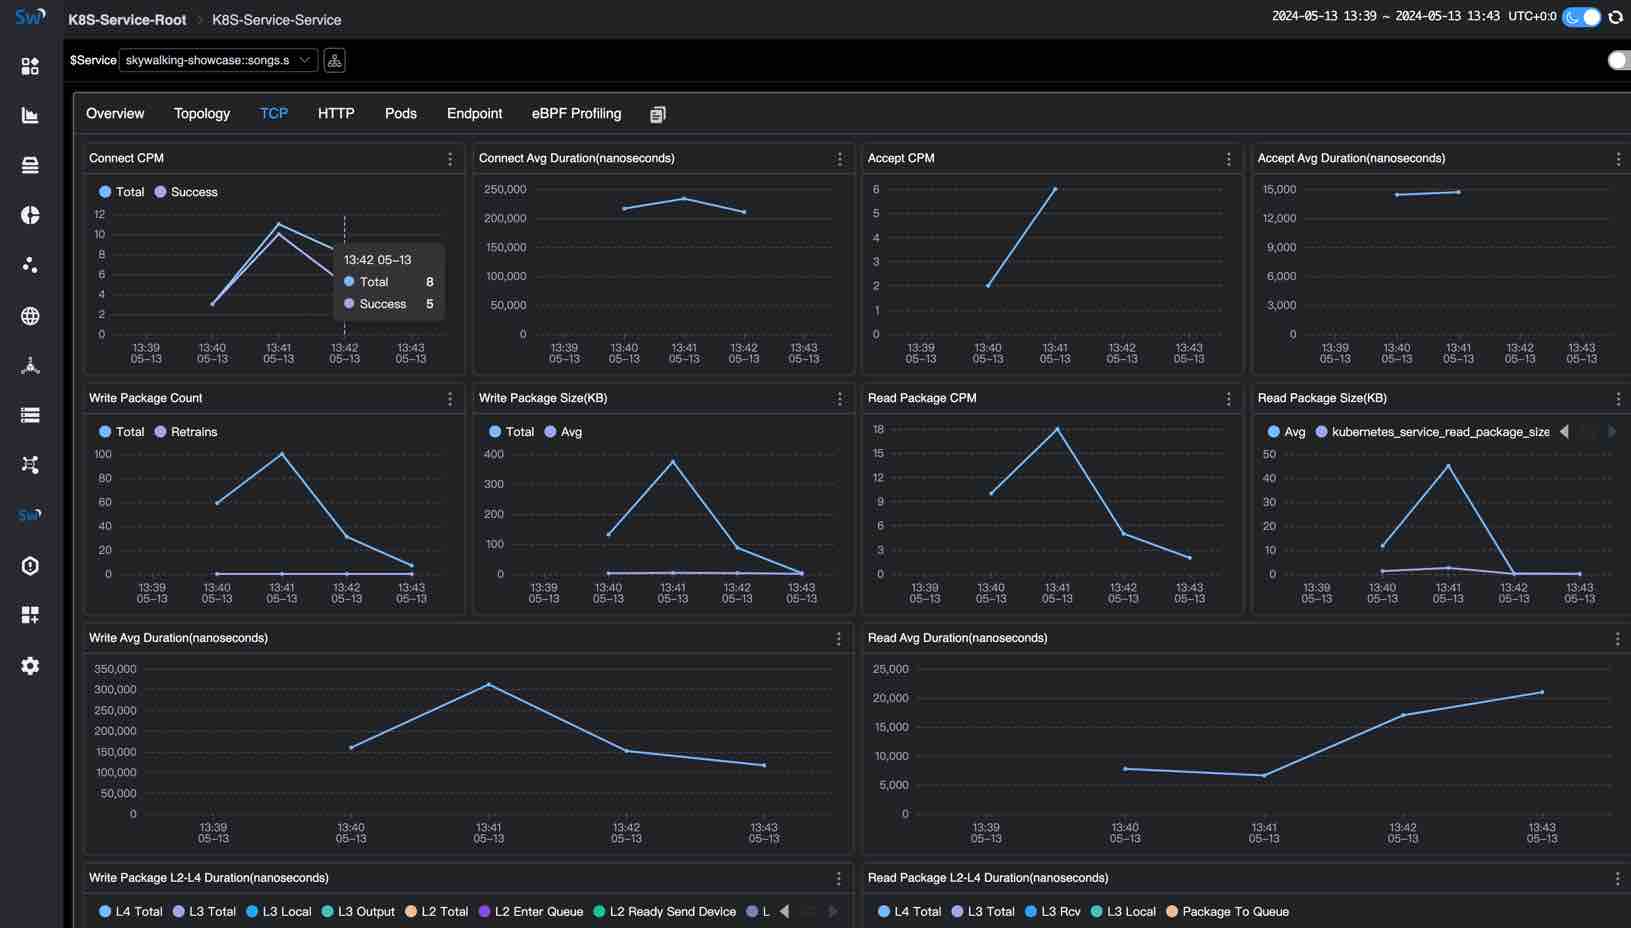 Sw
K8S-Service-Root > K8S-Service-Service
2024-05-13 13:39 ~ 2024-05-13 13:43 UTC+0:0
$Service skywalking-showcase::songs.s
Overview Topology TCP HTTP Pods Endpoint eBPF Profiling
Connect CPM
Total Success
12
10
8
6
4
2
0
13:42 05-13
Total 8
Success 5
13:39 13:40 13:41 13:42 13:43
05-13 05-13 05-13 05-13 05-13
Connect Avg Duration(nanoseconds)
250,000
200,000
150,000
100,000
50,000
0
13:39 13:40 13:41 13:42 13:43
05-13 05-13 05-13 05-13 05-13
Accept CPM
6
5
4
3
2
1
0
13:39 13:40 13:41 13:42 13:43
05-13 05-13 05-13 05-13 05-13
Accept Avg Duration(nanoseconds)
15,000
12,000
9,000
6,000
3,000
0
13:39 13:40 13:41 13:42 13:43
05-13 05-13 05-13 05-13 05-13
Write Package Count
Total Retrains
100
80
60
40
20
0
13:39 13:40 13:41 13:42 13:43
05-13 05-13 05-13 05-13 05-13
Write Package Size(KB)
Total Avg
400
300
200
100
0
13:39 13:40 13:41 13:42 13:43
05-13 05-13 05-13 05-13 05-13
Read Package CPM
18
15
12
9
6
3
0
13:39 13:40 13:41 13:42 13:43
05-13 05-13 05-13 05-13 05-13
Read Package Size(KB)
Avg kubernetes_service_read_package_size
50
40
30
20
10
0
13:39 13:40 13:41 13:42 13:43
05-13 05-13 05-13 05-13 05-13
Sw
Write Avg Duration(nanoseconds)
350,000
300,000
250,000
200,000
150,000
100,000
50,000
0
13:39 13:40 13:41 13:42 13:43
05-13 05-13 05-13 05-13 05-13
Read Avg Duration(nanoseconds)
25,000
20,000
15,000
10,000
5,000
0
13:39 13:40 13:41 13:42 13:43
05-13 05-13 05-13 05-13 05-13
Write Package L2-L4 Duration(nanoseconds)
L4 Total L3 Total L3 Local L3 Output L2 Total L2 Enter Queue L2 Ready Send Device L
Read Package L2-L4 Duration(nanoseconds)
L4 Total L3 Total L3 Rcv L3 Local Package To Queue